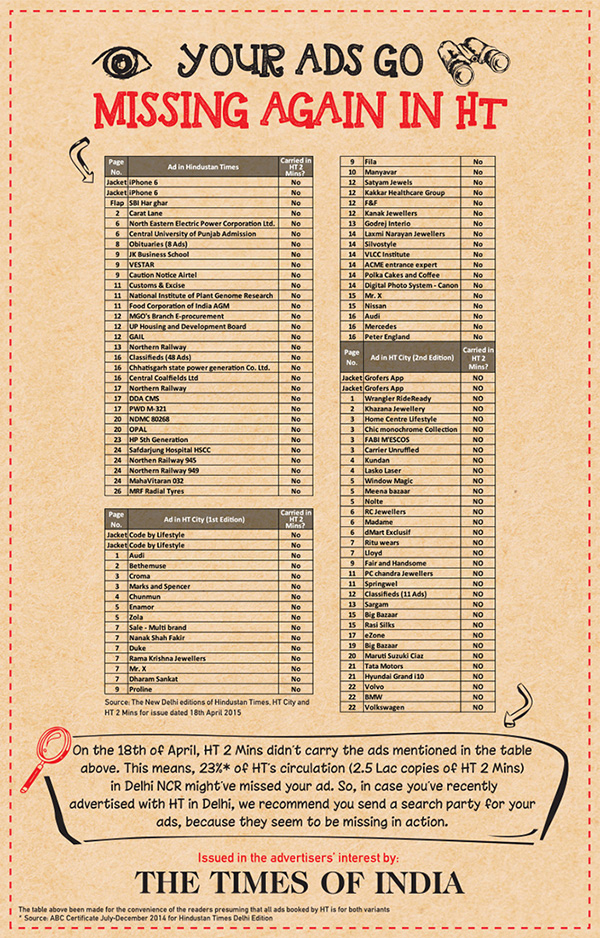 YOUR ADS GO
MISSING AGAIN IN HT
Page No. Ad in Hindustan Times Carried in HT 2 Mins?
Jacket iPhone 6 No
Jacket iPhone 6 No
Flap SBI Har ghar No
2 Carat Lane No
6 North Eastern Electric Power Corporation Ltd. No
6 Central University of Punjab Admission No
8 Obituaries (8 Ads) No
9 JK Business School No
9 VESTAR No
9 Caution Notice Airtel No
11 Customs & Excise No
11 National Institute of Plant Genome Research No
11 Food Corporation of India AGM No
12 MGO's Branch E-procurement No
12 UP Housing and Development Board No
12 GAIL No
13 Northern Railway No
16 Classifieds (48 Ads) No
16 Chhatisgarh state power generation Co. Ltd. No
16 Central Coalfields Ltd No
17 Northern Railway No
17 DDA CMS No
17 PWD M-321 No
20 NDMC 80268 No
20 OPAL No
23 HP 5th Generation No
24 Safdarjung Hospital HSCC No
24 Northen Railway 945 No
24 Northern Railway 949 No
24 MahaVitaran 032 No
26 MRF Radial Tyres No
Page No. Ad in HT City (1st Edition) Carried in HT 2 Mins?
Jacket Code by Lifestyle No
Jacket Code by Lifestyle No
1 Audi No
2 Bethemuse No
3 Croma No
3 Marks and Spencer No
4 Chunmun No
5 Enamor No
5 Zola No
7 Sale - Multi brand No
7 Nanak Shah Fakir No
7 Duke No
7 Rama Krishna Jewellers No
7 Mr. X No
7 Dharam Sankat No
9 Proline No
Source: The New Delhi editions of Hindustan Times, HT City and
HT 2 Mins for issue dated 18th April 2015
9 Fila No
10 Manyavar No
12 Satyam Jewels No
12 Kakkar Healthcare Group No
12 F&F No
12 Kanak Jewellers No
13 Godrej Interio No
14 Laxmi Narayan Jewellers No
14 Silvostyle No
14 VLCC Institute No
14 ACME entrance expert No
14 Polka Cakes and Coffee No
14 Digital Photo System - Canon No
15 Mr. X No
15 Nissan No
16 Audi No
16 Mercedes No
16 Peter England No
Page No. Ad in HT City (2nd Edition) Carried in HT 2 Mins?
Jacket Grofers App NO
Jacket Grofers App NO
1 Wrangler RideReady NO
2 Khazana Jewellery NO
3 Home Centre Lifestyle NO
3 Chic monochrome Collection NO
3 FABI M'ESCOS NO
3 Carrier Unruffled NO
4 Kundan NO
4 Lasko Laser NO
5 Window Magic NO
5 Meena bazaar NO
5 Nolte NO
6 RC Jewellers NO
6 Madame NO
6 dMart Exclusif NO
7 Ritu wears NO
7 Lloyd NO
9 Fair and Handsome NO
11 PC chandra Jewellers NO
11 Springwel NO
12 Classifieds (11 Ads) NO
13 Sargam NO
15 Big Bazaar NO
15 Rasi Silks NO
17 eZone NO
19 Big Bazaar NO
20 Maruti Suzuki Ciaz NO
21 Tata Motors NO
21 Hyundai Grand i10 NO
22 Volvo NO
22 BMW NO
22 Volkswagen NO
On the 18th of April, HT 2 Mins didn't carry the ads mentioned in the table
above. This means, 23%* of HT's circulation (2.5 Lac copies of HT 2 Mins)
in Delhi NCR might've missed your ad. So, in case you've recently
advertised with HT in Delhi, we recommend you send a search party for your
ads, because they seem to be missing in action.
Issued in the advertisers' interest by:
THE TIMES OF INDIA
The table above been made for the convenience of the readers presuming that all ads booked by HT is for both variants
* Source: ABC Certificate July-December 2014 for Hindustan Times Delhi Edition